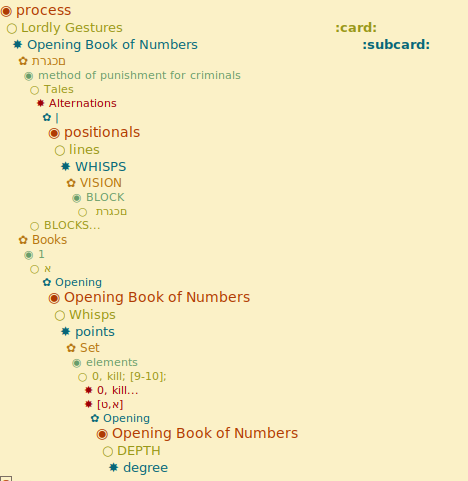 process
Lordly Gestures :card:
Opening Book of Numbers :subcard:
םכגרת
method of punishment for criminals
Tales
Alternations
|
positionals
lines
WHISPS
VISION
BLOCK
םכגרת
BLOCKS...
Books
1
א
Opening
Opening Book of Numbers
Whisps
points
Set
elements
0, kill; [9-10];
0, kill...
[א,ט]
Opening
Opening Book of Numbers
DEPTH
degree